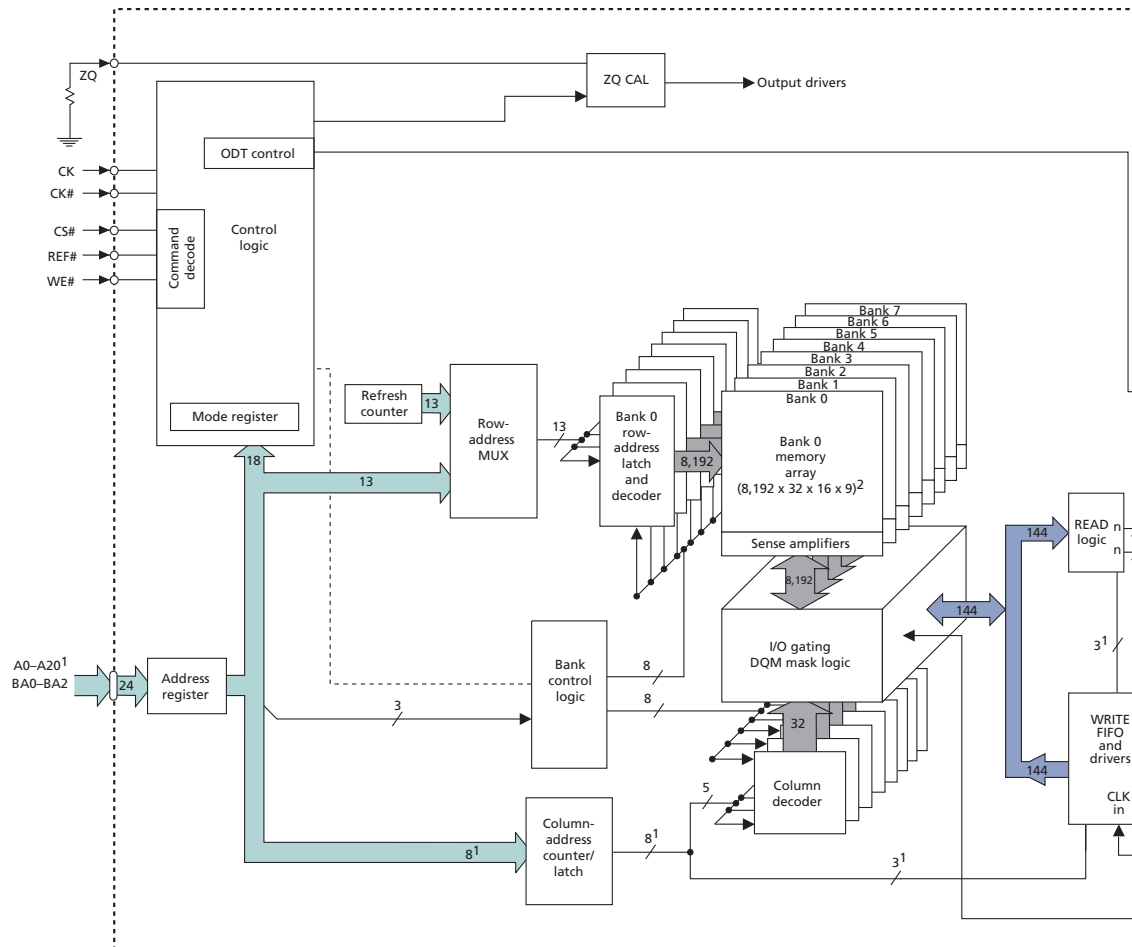 ZQ
ZQ CAL
Output drivers
ODT control
CK
CK#
CS#
REF#
WE#
Command
decode
Control
logic
Mode register
Bank 7
Bank 6
Bank 5
Bank 4
Bank 3
Bank 2
Bank 1
Bank 0
Refresh
counter
13
Row-
address
MUX
13
Bank 0
row-
address
latch
and
decoder
8,192
Bank 0
memory
array
(8,192 x 32 x 16 x 9)2
Sense amplifiers
18
13
8,192
144
READ
logic
n
n
144
I/O gating
DQM mask logic
31
A0–A201
BA0–BA2
24
Address
register
Bank
control
logic
8
8
3
32
WRITE
FIFO
and
drivers
CLK
in
144
5
Column
decoder
Column-
address
counter/
latch
81
81
31